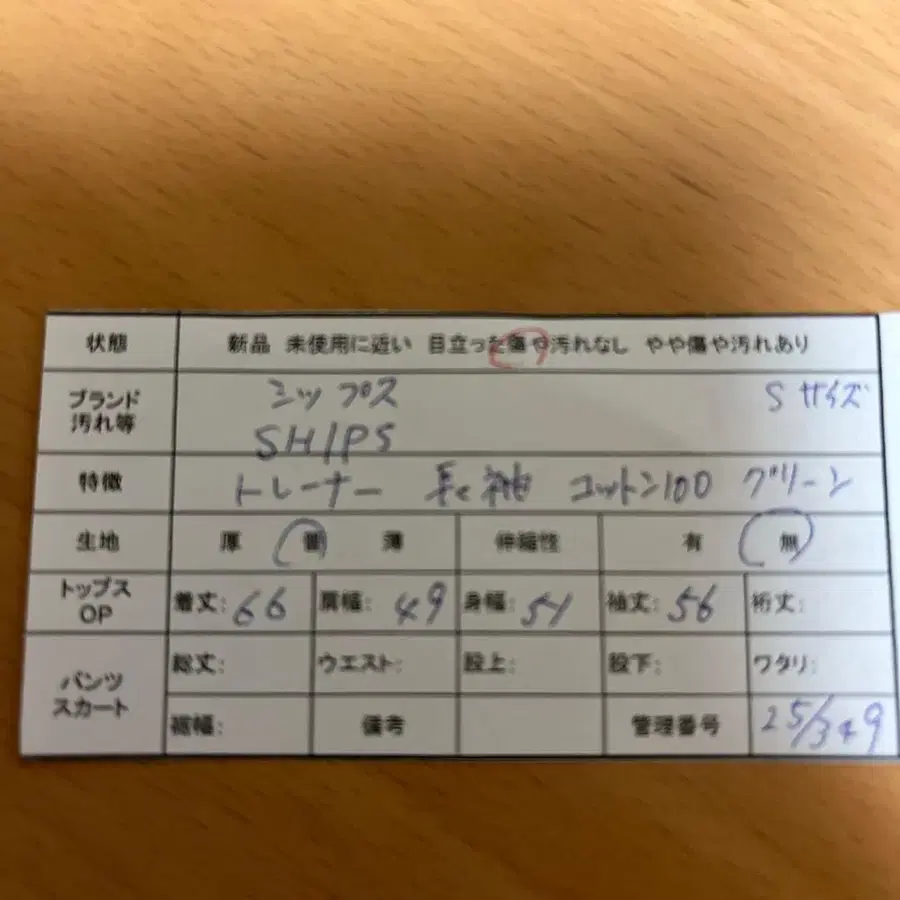 状態 新品 未使用に近い 目立った傷や汚れなし やや傷や汚れあり
ブランド シップス Sサイズ
汚れ等 SHIPS
特徴 トレーナー 長袖 コットン100 グリーン
生地 厚 普 薄 伸縮性 有 無
トップス
OP 着丈: 66 肩幅: 49 身幅: 51 袖丈: 56 裄丈:
パンツ
スカート 総丈: ウエスト: 股上: 股下: ワタリ:
裾幅: 備考 管理番号 25/349